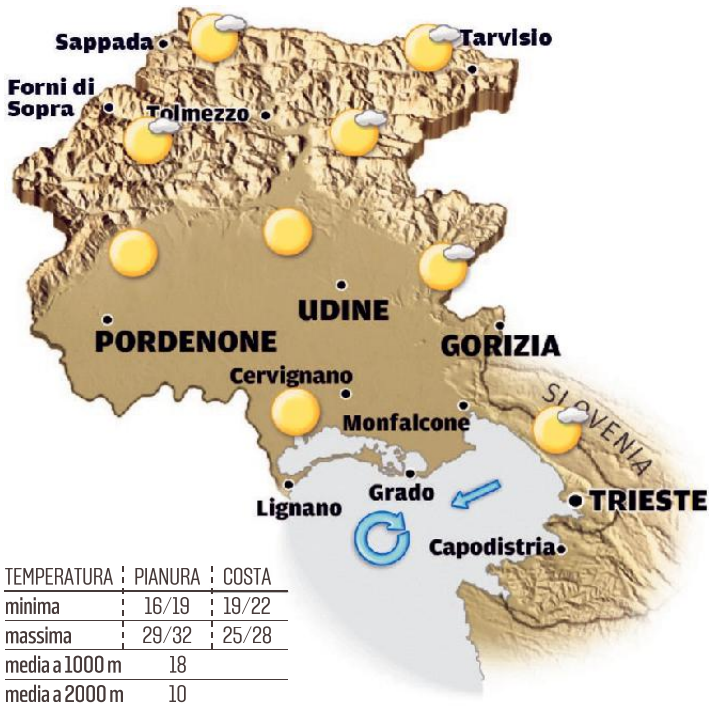 Sappada
Tarvisio
Forni di
Sopra
Tolmezzo
UDINE
PORDENONE
GORIZIA
Cervignano
SLOVENIA
Monfalcone
Lignano
Grado
TRIESTE
Capodistria
TEMPERATURA PIANURA COSTA
minima 16/19 19/22
massima 29/32 25/28
media a 1000 m 18
media a 2000 m 10